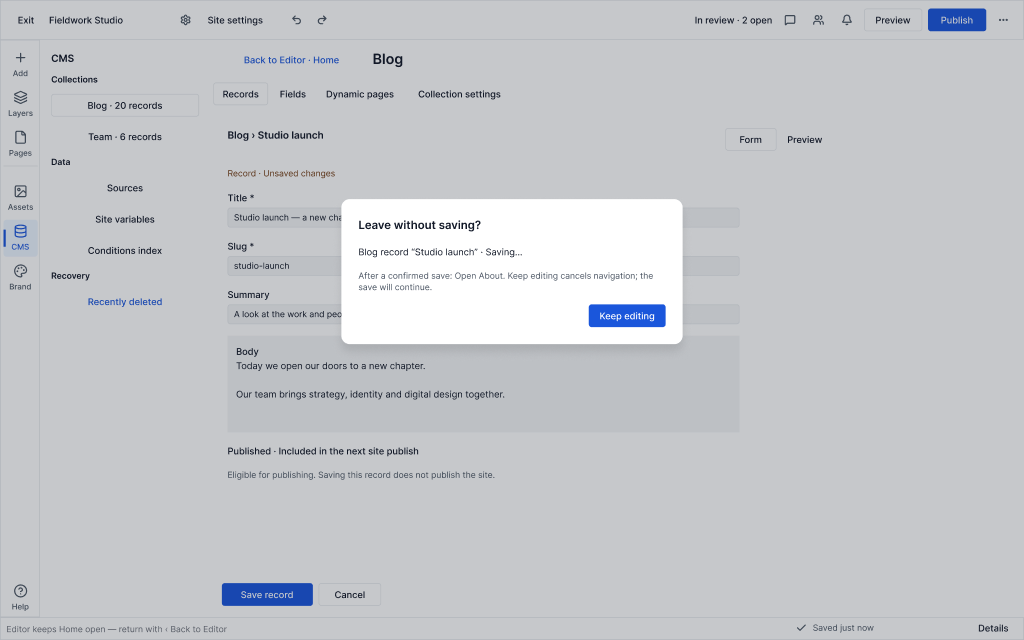 Exit Fieldwork Studio Site settings In review · 2 open Preview Publish
Add
Layers
Pages
Assets
CMS
Brand
Help
CMS
Collections
Blog · 20 records
Team · 6 records
Data
Sources
Site variables
Conditions index
Recovery
Recently deleted
Back to Editor · Home Blog
Records Fields Dynamic pages Collection settings
Blog › Studio launch Form Preview
Record · Unsaved changes
Title *
Studio launch — a new cha
Slug *
studio-launch
Summary
A look at the work and peo
Body
Today we open our doors to a new chapter.
Our team brings strategy, identity and digital design together.
Published · Included in the next site publish
Eligible for publishing. Saving this record does not publish the site.
Leave without saving?
Blog record “Studio launch” · Saving…
After a confirmed save: Open About. Keep editing cancels navigation; the
save will continue.
Keep editing
Save record Cancel
Editor keeps Home open — return with ‹ Back to Editor Saved just now Details